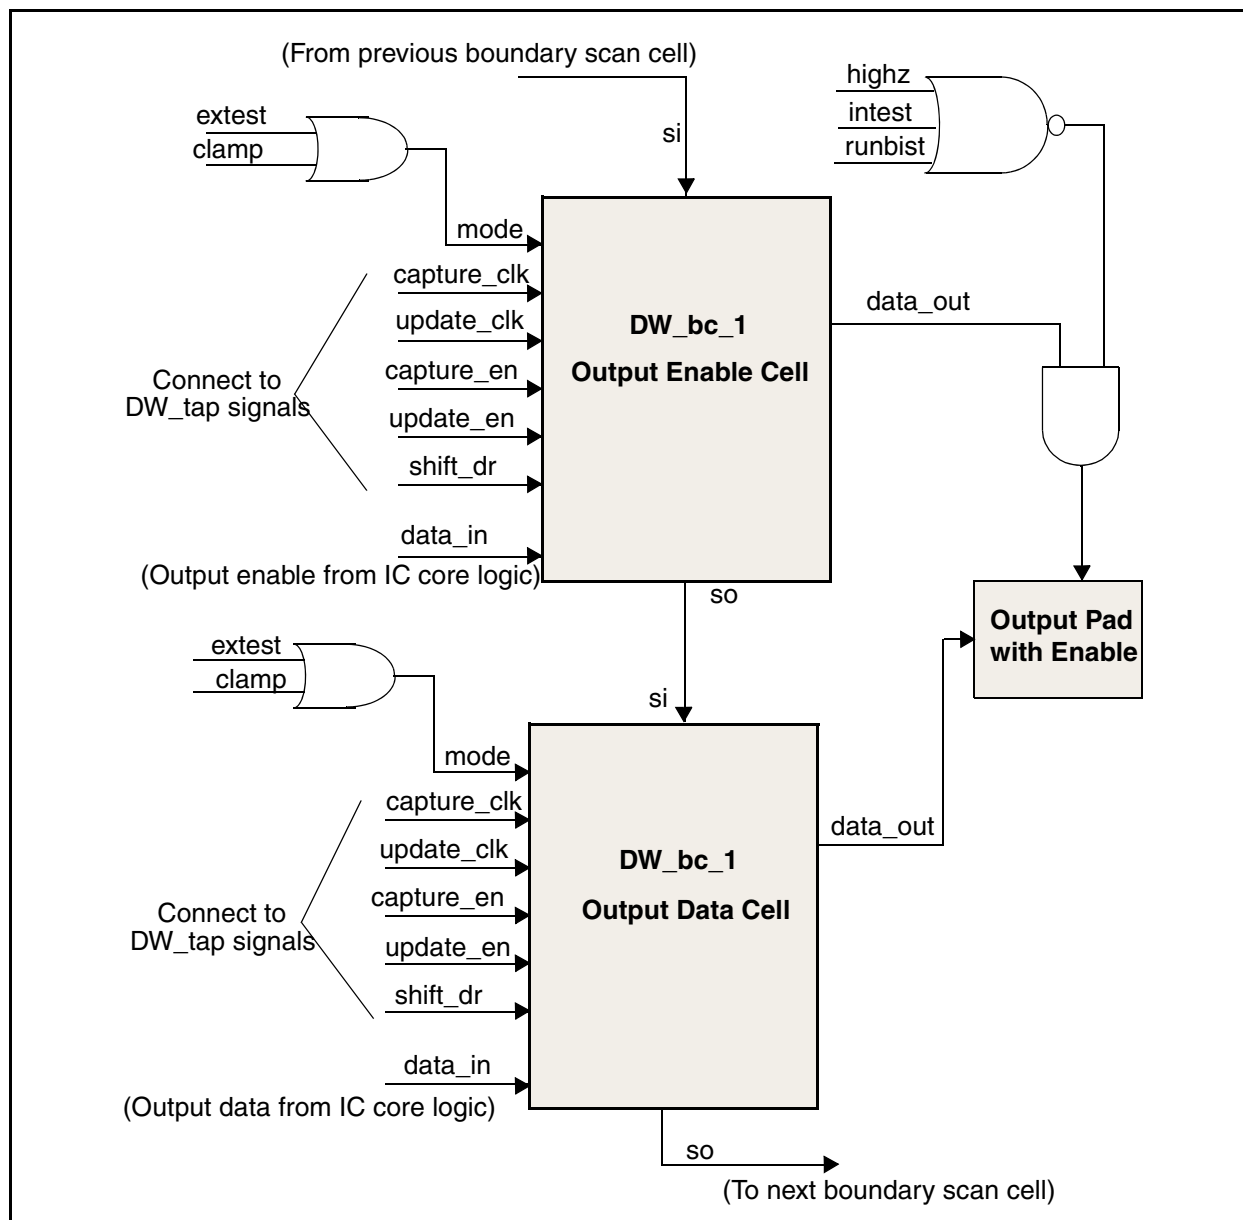 (From previous boundary scan cell)
highz
extest
intest
clamp
runbist
si
mode
capture_clk
update_clk
DW_bc_1
data_out
Output Enable Cell
capture_en
Connect to
DW_tap signals
update_en
shift_dr
data_in
(Output enable from IC core logic)
so
Output Pad
with Enable
extest
clamp
si
mode
capture_clk
update_clk
DW_bc_1
data_out
Output Data Cell
capture_en
Connect to
DW_tap signals
update_en
shift_dr
data_in
(Output data from IC core logic)
so
(To next boundary scan cell)